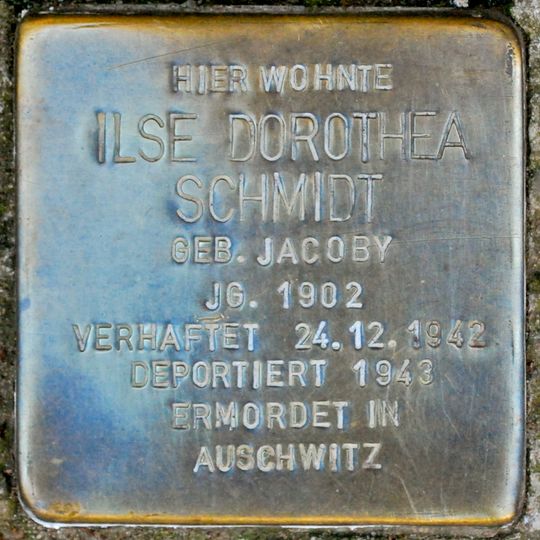 HIER WOHNTE
ILSE DOROTHEA
SCHMIDT
GEB. JACOBY
JG. 1902
VERHAFTET 24.12.1942
DEPORTIERT 1943
ERMORDET IN
AUSCHWITZ